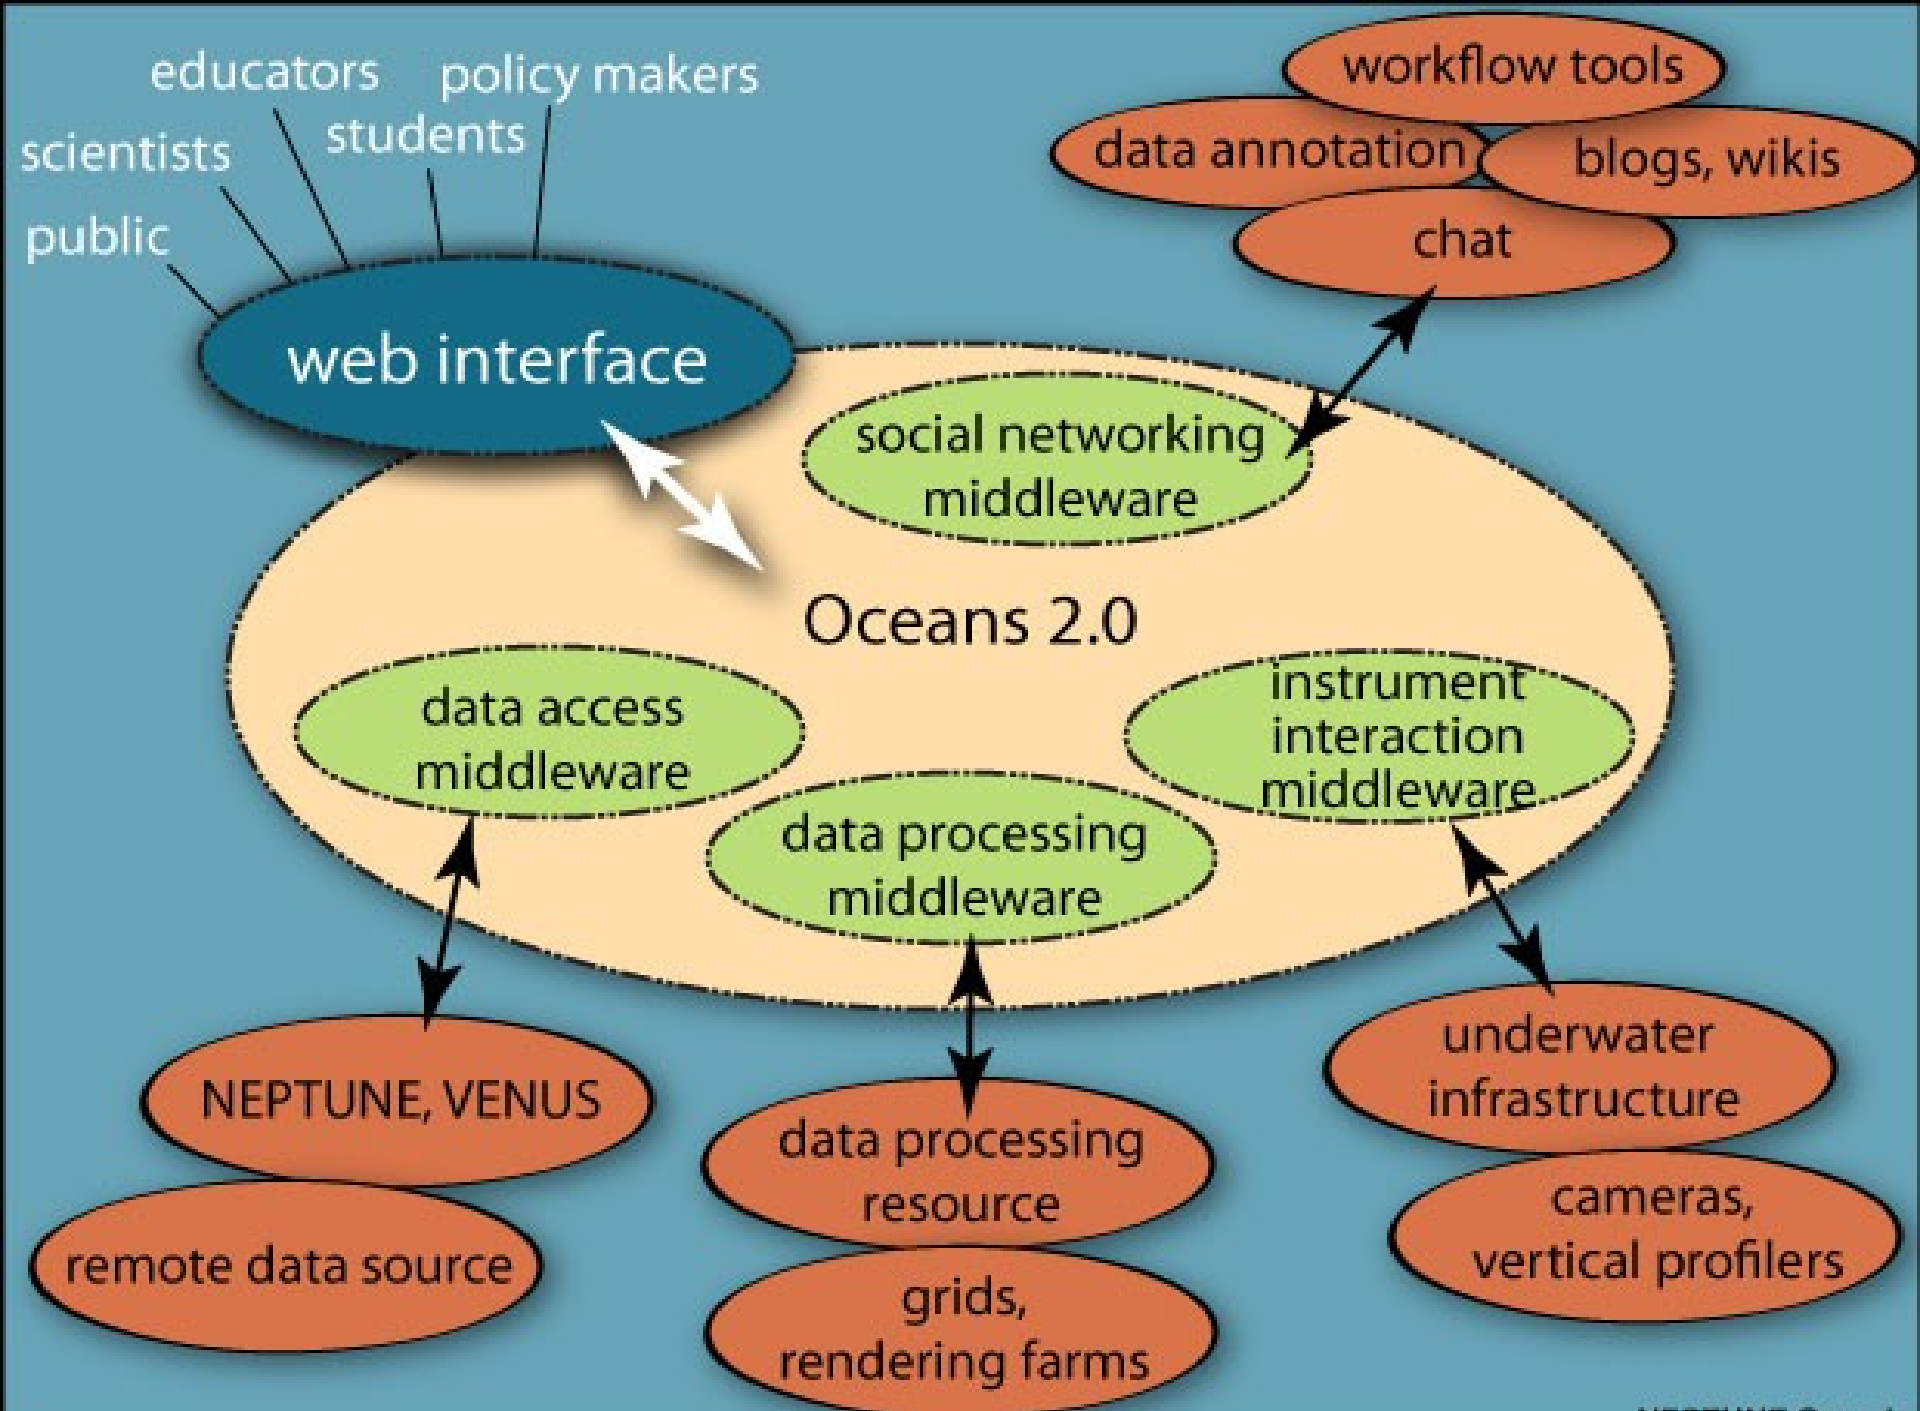 educators policy makers
scientists students
public
web interface
workflow tools
data annotation
blogs, wikis
chat
social networking
middleware
Oceans 2.0
data access
middleware
data processing
middleware
instrument
interaction
middleware
NEPTUNE, VENUS
remote data source
data processing
resource
grids,
rendering farms
underwater
infrastructure
cameras,
vertical profilers